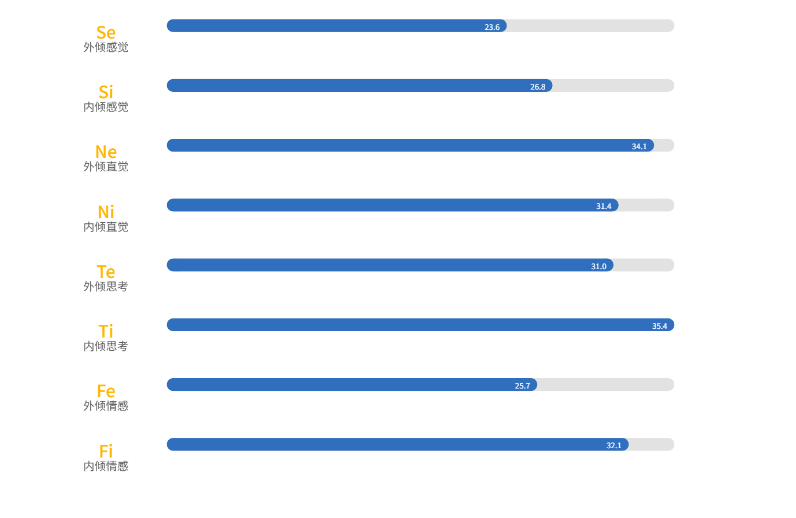 Se
外倾感觉
23.6
Si
内倾感觉
26.8
Ne
外倾直觉
34.1
Ni
内倾直觉
31.4
Te
外倾思考
31.0
Ti
内倾思考
35.4
Fe
外倾情感
25.7
Fi
内倾情感
32.1